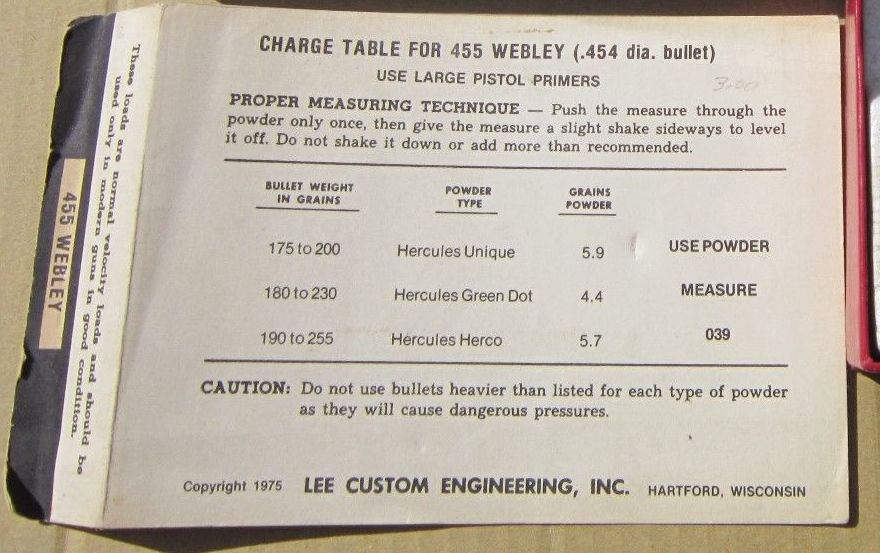 CHARGE TABLE FOR 455 WEBLEY (.454 dia. bullet)
USE LARGE PISTOL PRIMERS
3.00
PROPER MEASURING TECHNIQUE — Push the measure through the
powder only once, then give the measure a slight shake sideways to level
it off. Do not shake it down or add more than recommended.
BULLET WEIGHT IN GRAINS POWDER TYPE GRAINS POWDER
175 to 200 Hercules Unique 5.9 USE POWDER
180 to 230 Hercules Green Dot 4.4 MEASURE
190 to 255 Hercules Herco 5.7 039
CAUTION: Do not use bullets heavier than listed for each type of powder
as they will cause dangerous pressures.
Copyright 1975 LEE CUSTOM ENGINEERING, INC. HARTFORD, WISCONSIN
These loads are normal velocity loads and should be
used only in modern guns in good condition.
455 WEBLEY